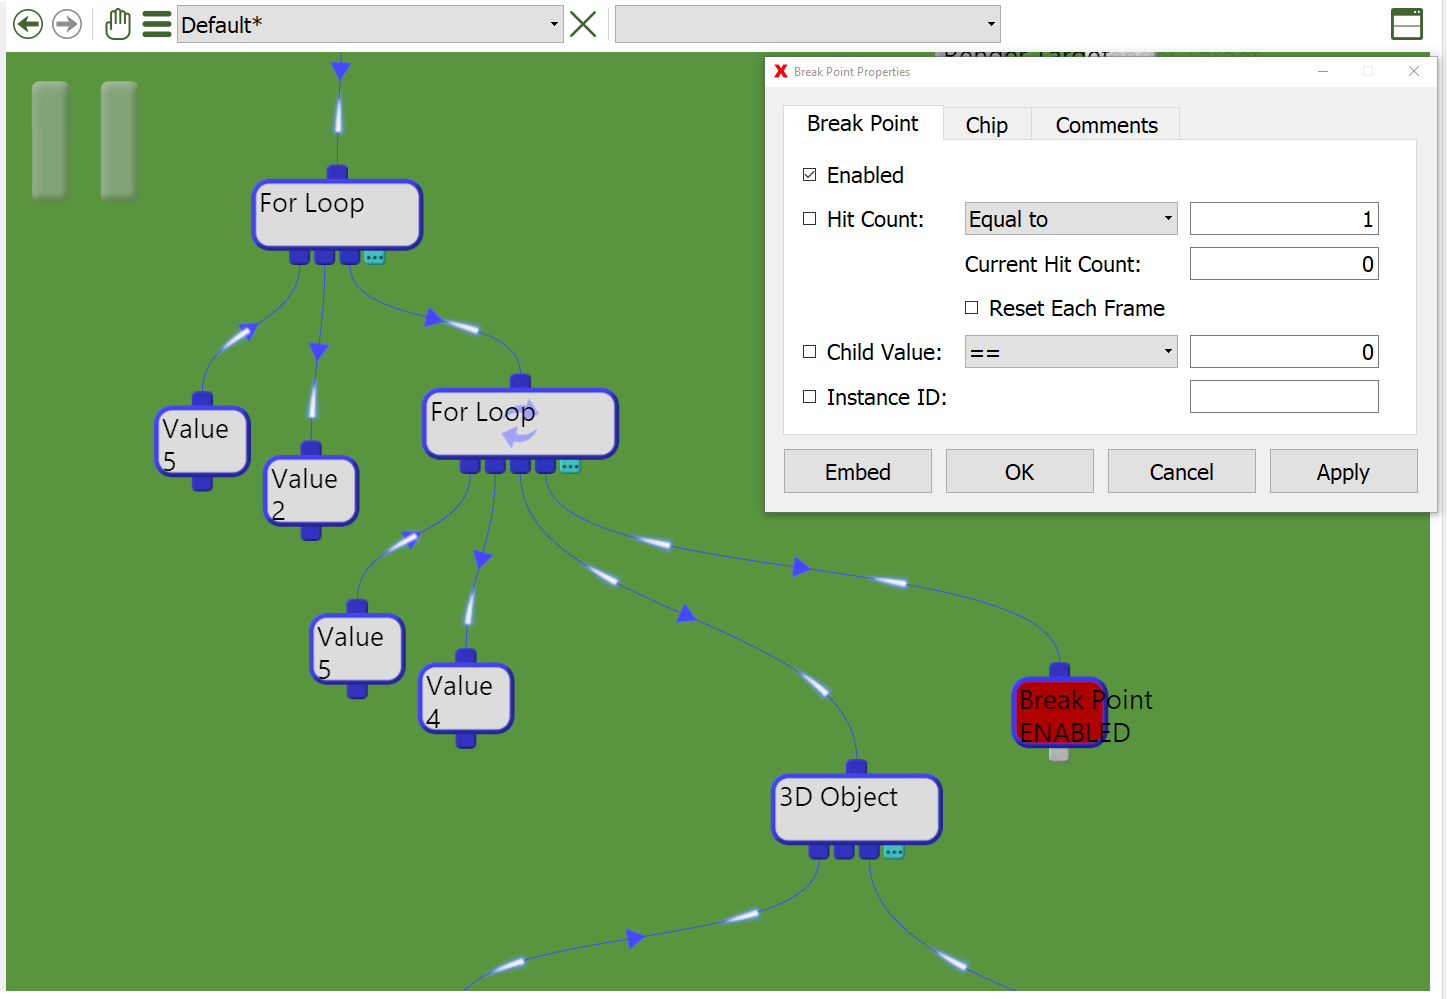 Default*
Render Target
Break Point Properties
Break Point
Chip
Comments
Enabled
Hit Count:
Equal to
1
Current Hit Count:
0
Reset Each Frame
Child Value:
==
0
Instance ID:
Embed
OK
Cancel
Apply
For Loop
For Loop
Value
5
Value
2
Value
5
Value
4
Break Point
ENABLED
3D Object